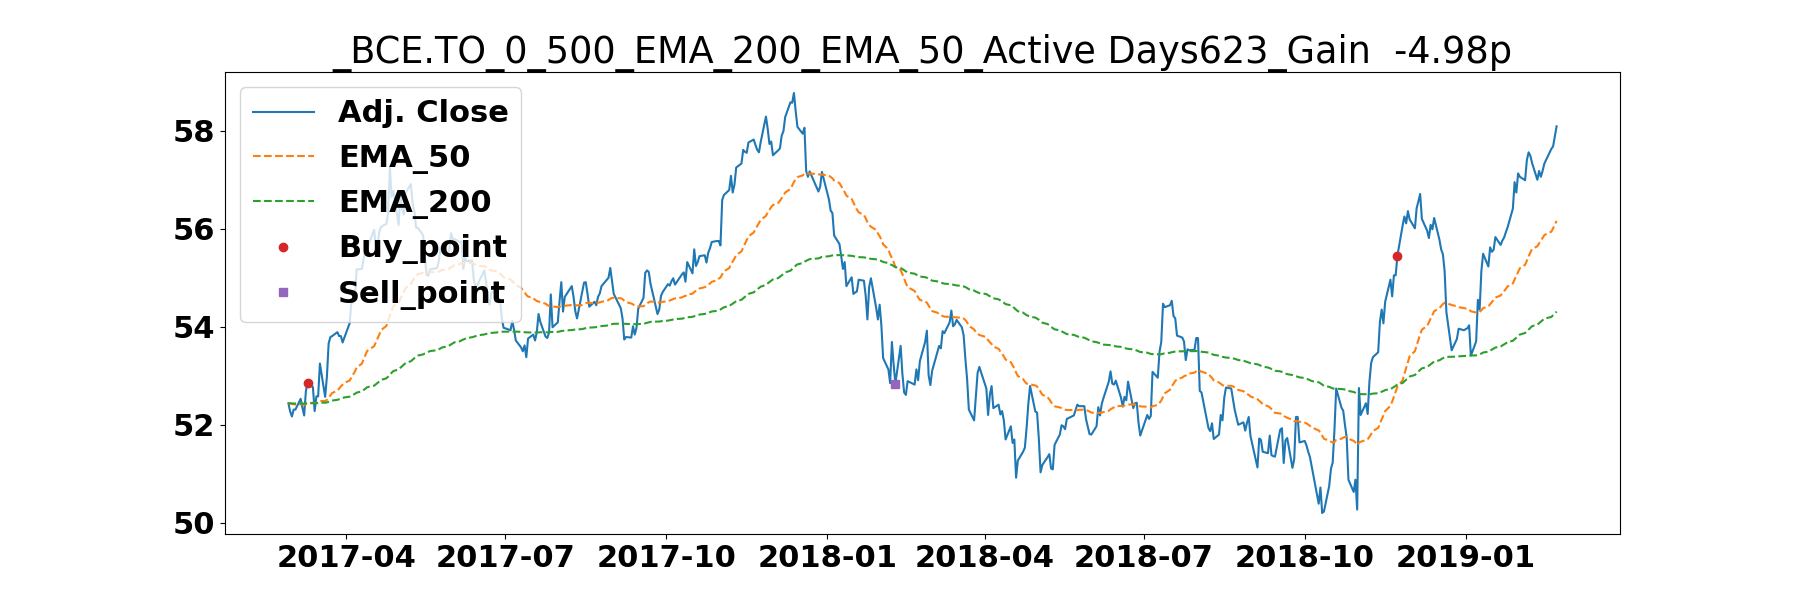 _BCE.TO_0_500_EMA_200_EMA_50_Active Days623_Gain  -4.98p
Adj. Close
EMA_50
EMA_200
Buy_point
Sell_point
58
56
54
52
50
2017-04 2017-07 2017-10 2018-01 2018-04 2018-07 2018-10 2019-01